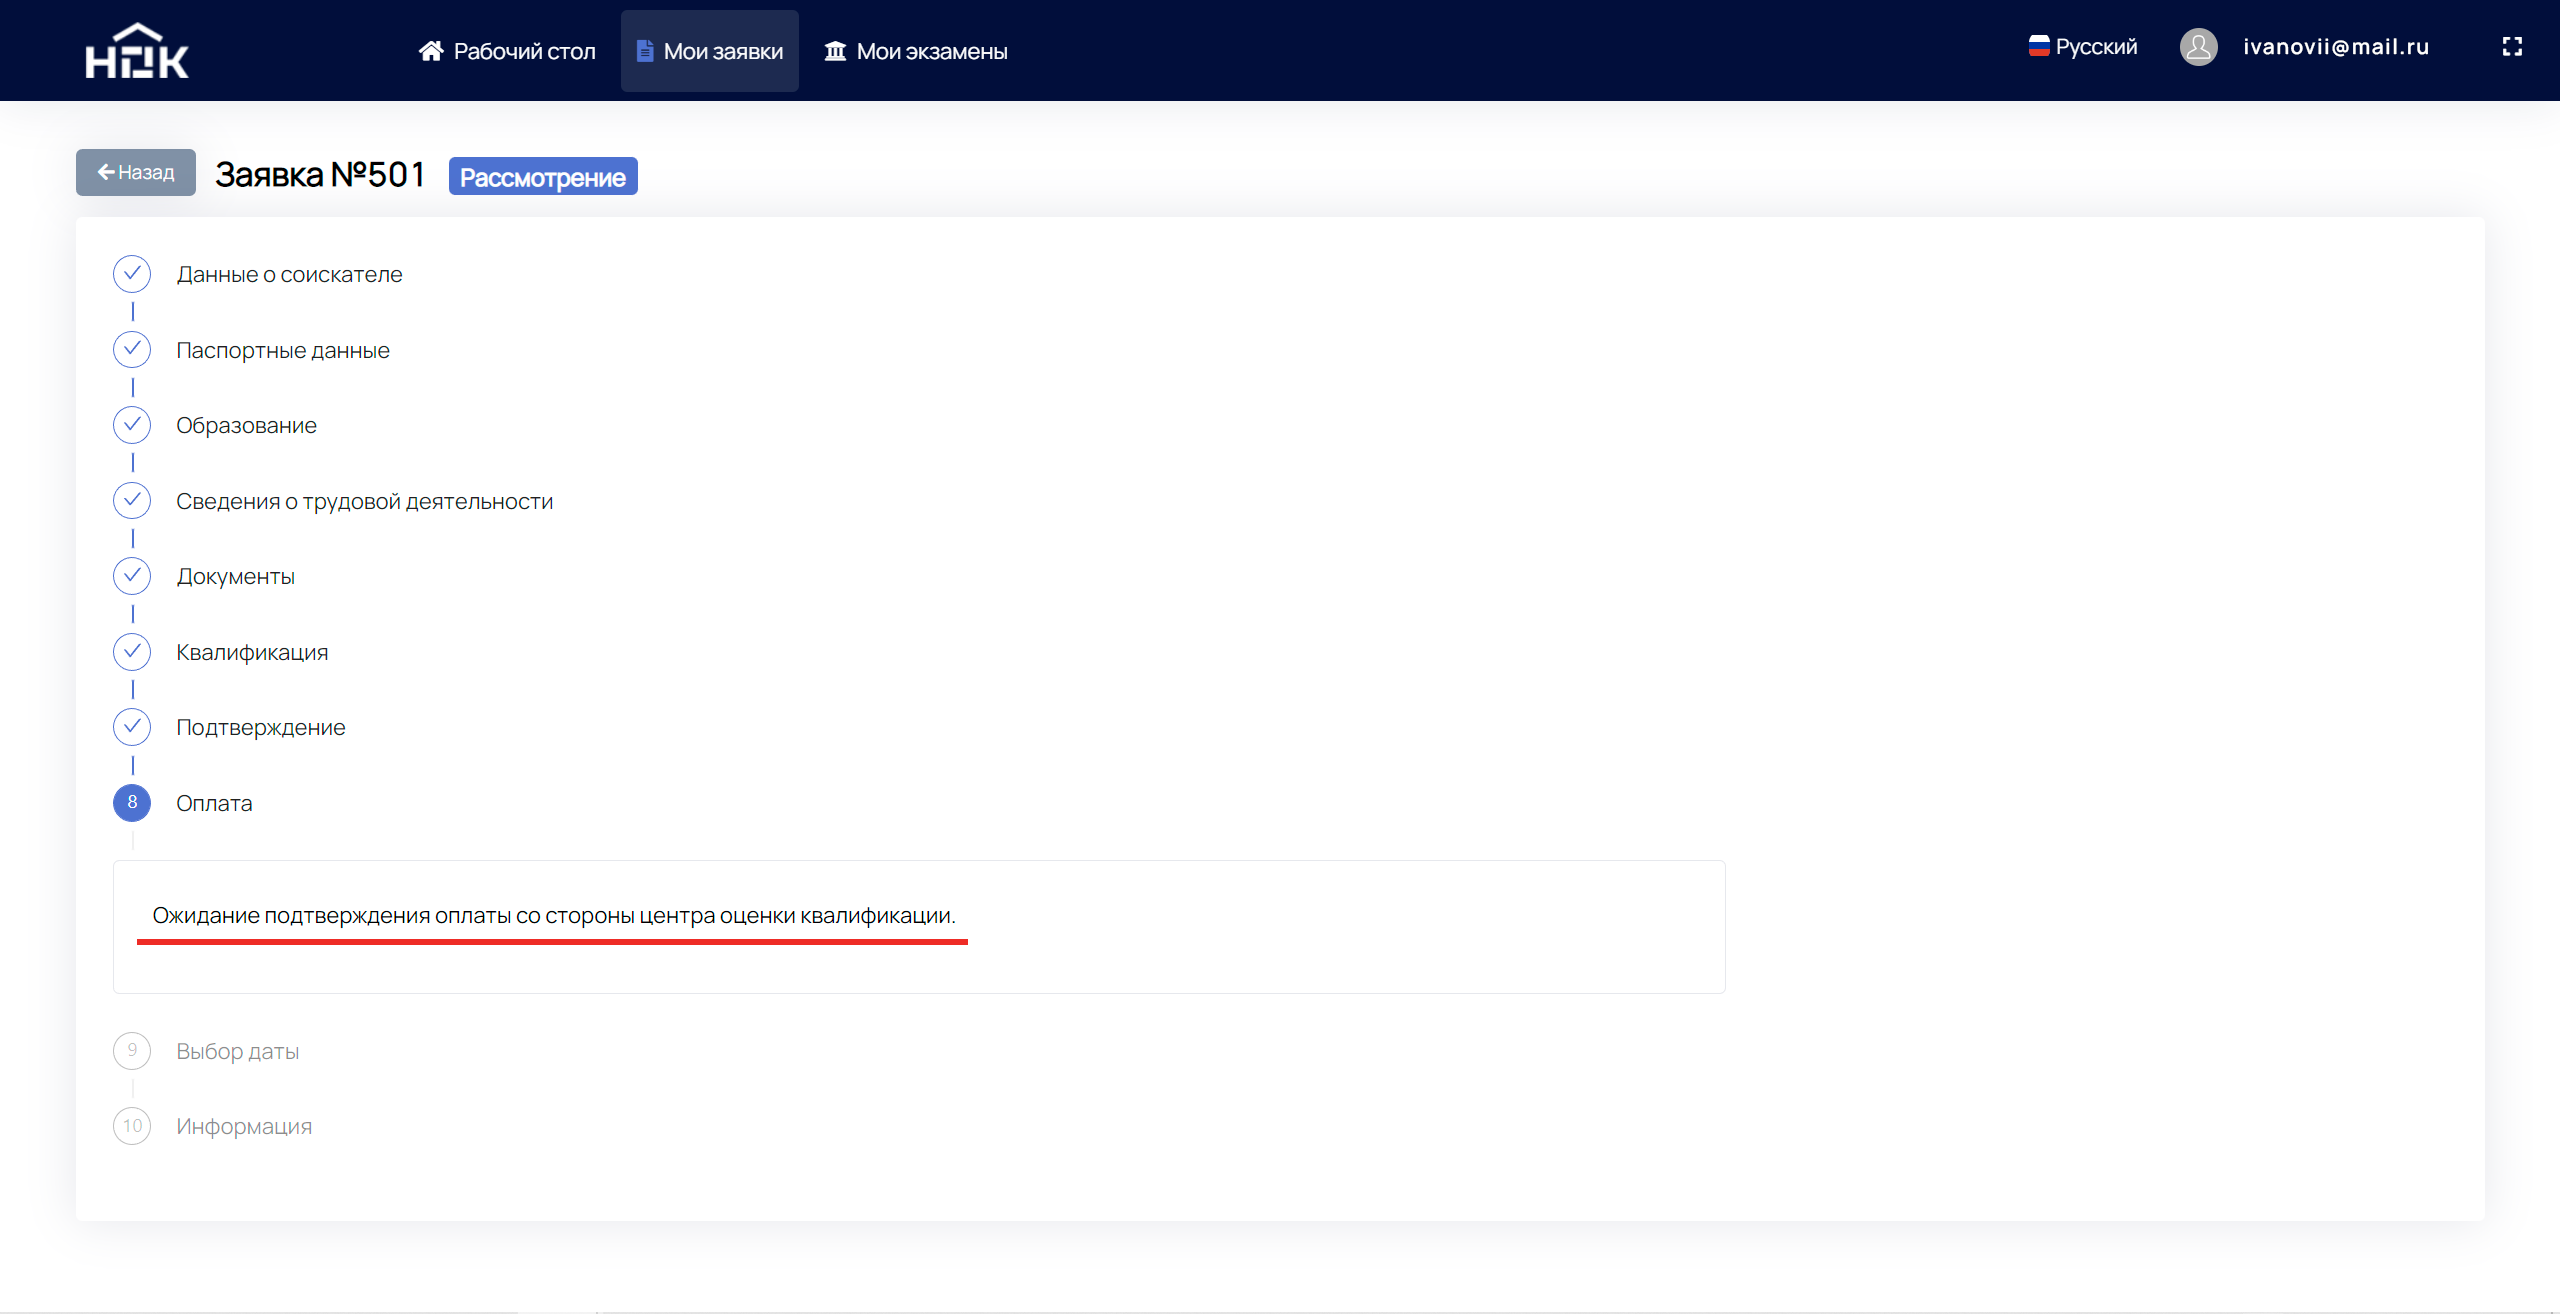 НОК
Рабочий стол
Мои заявки
Мои экзамены
Русский
ivanovii@mail.ru
Назад
Заявка №501
Рассмотрение
Данные о соискателе
Паспортные данные
Образование
Сведения о трудовой деятельности
Документы
Квалификация
Подтверждение
8 Оплата
Ожидание подтверждения оплаты со стороны центра оценки квалификации.
9 Выбор даты
10 Информация